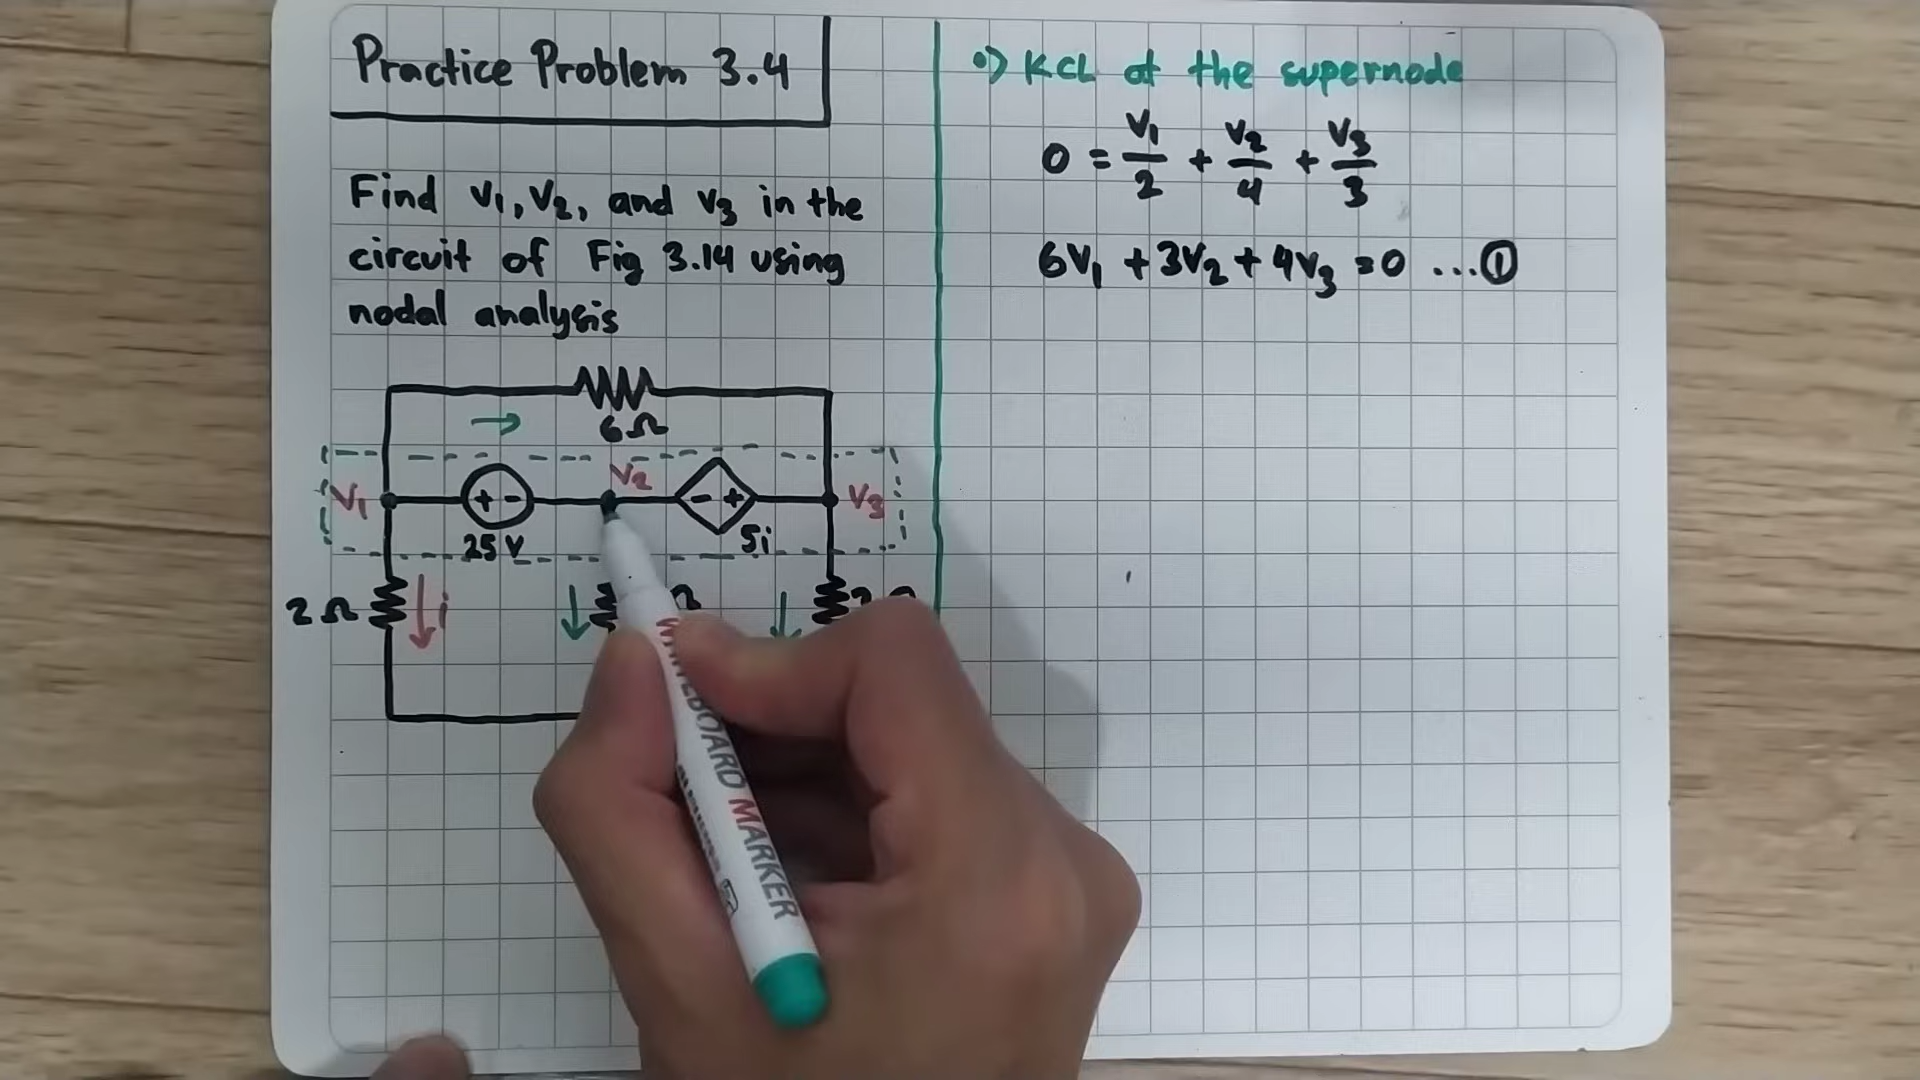 Practice Problem 3.4
Find v1, v2, and v3 in the
circuit of Fig 3.14 using
nodal analysis
6Ω
V1
+ -
V2
- +
V3
25 V
5i
2Ω
i
Ω
•) KCL at the supernode
0 = V1/2 + V2/4 + V3/3
6V1 + 3V2 + 4V3 = 0 ...①
WHITEBOARD MARKER